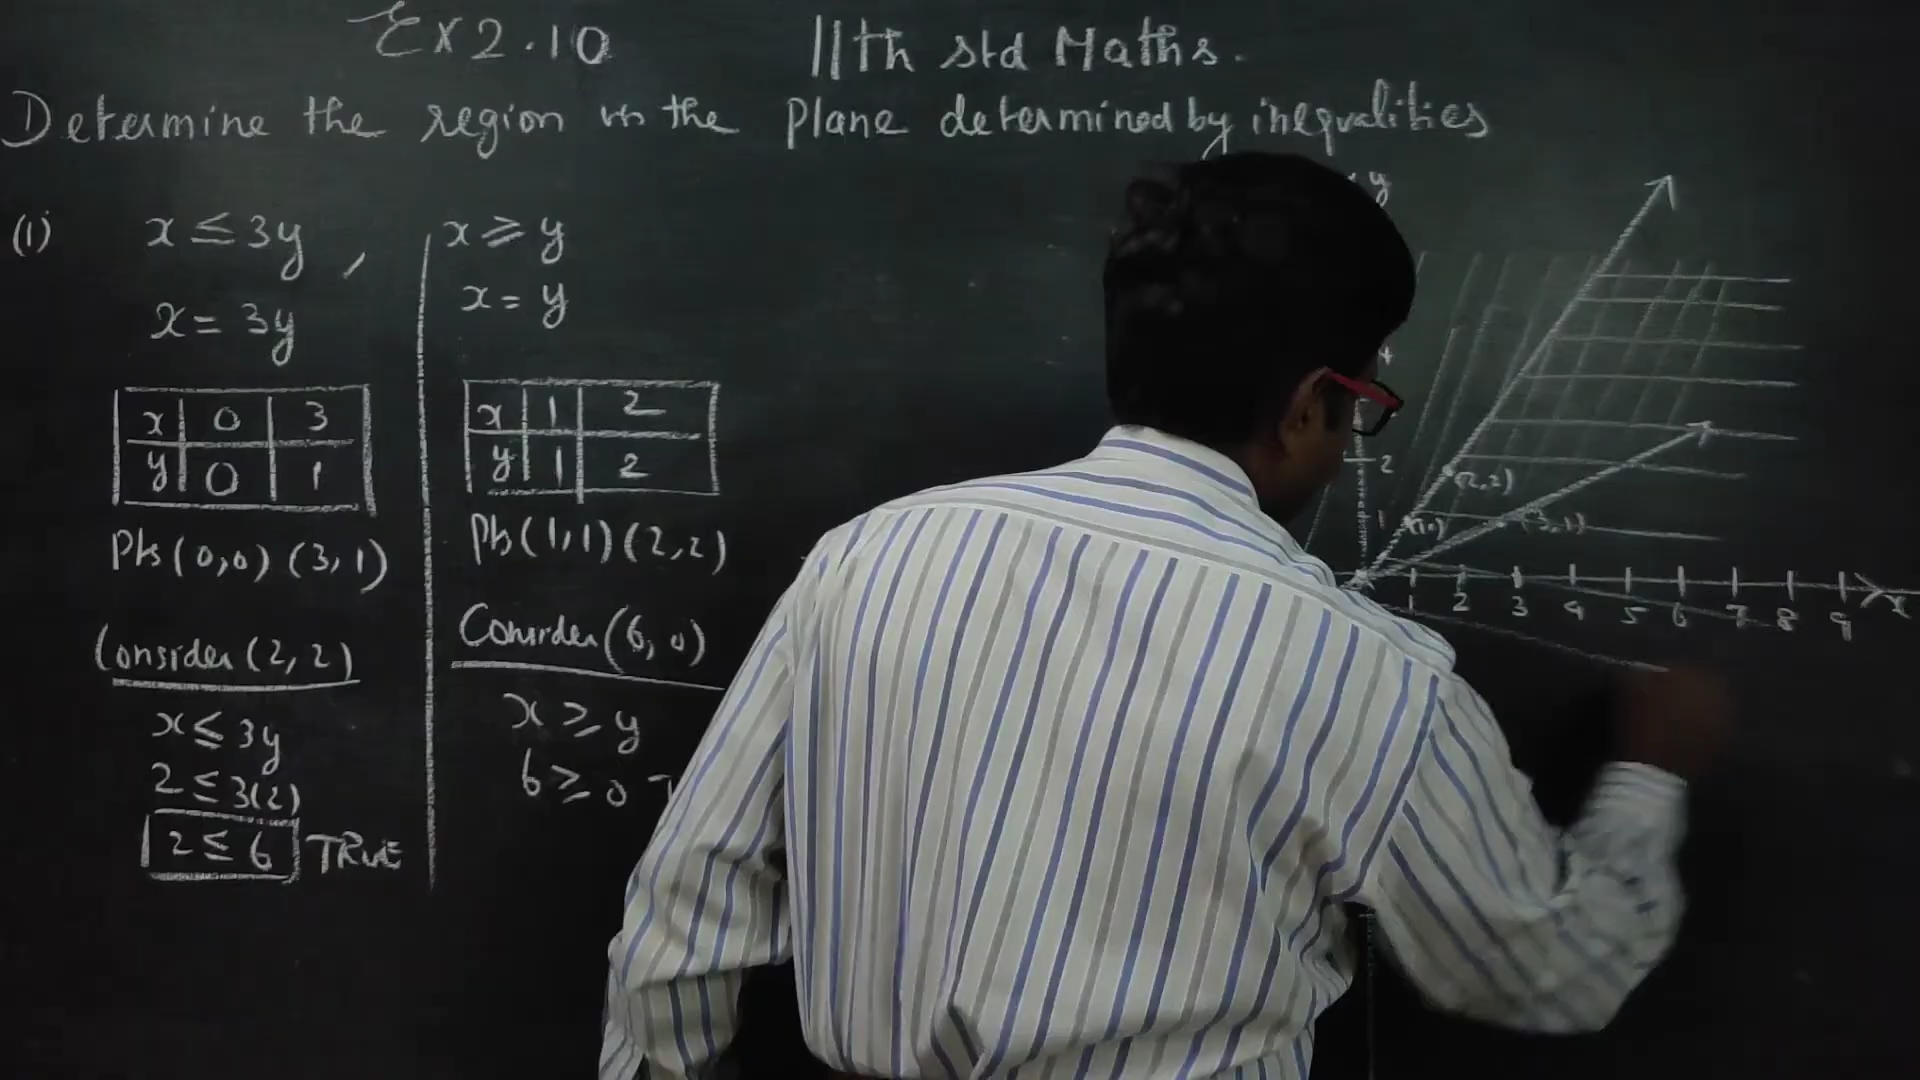 Ex 2.10 11th std Maths.
Determine the region in the plane determined by inequalities
(i) x ≤ 3y ,
x = 3y
x 0 3
y 0 1
Pts (0,0) (3,1)
Consider (2,2)
x ≤ 3y
2 ≤ 3(2)
2 ≤ 6 TRUE
x ≥ y
x = y
x 1 2
y 1 2
Pts (1,1) (2,2)
Consider (6,0)
x ≥ y
6 ≥ 0
y
4
2
1
(2,2)
(1,1)
(3,1)
1 2 3 4 5 6 7 8 9 x